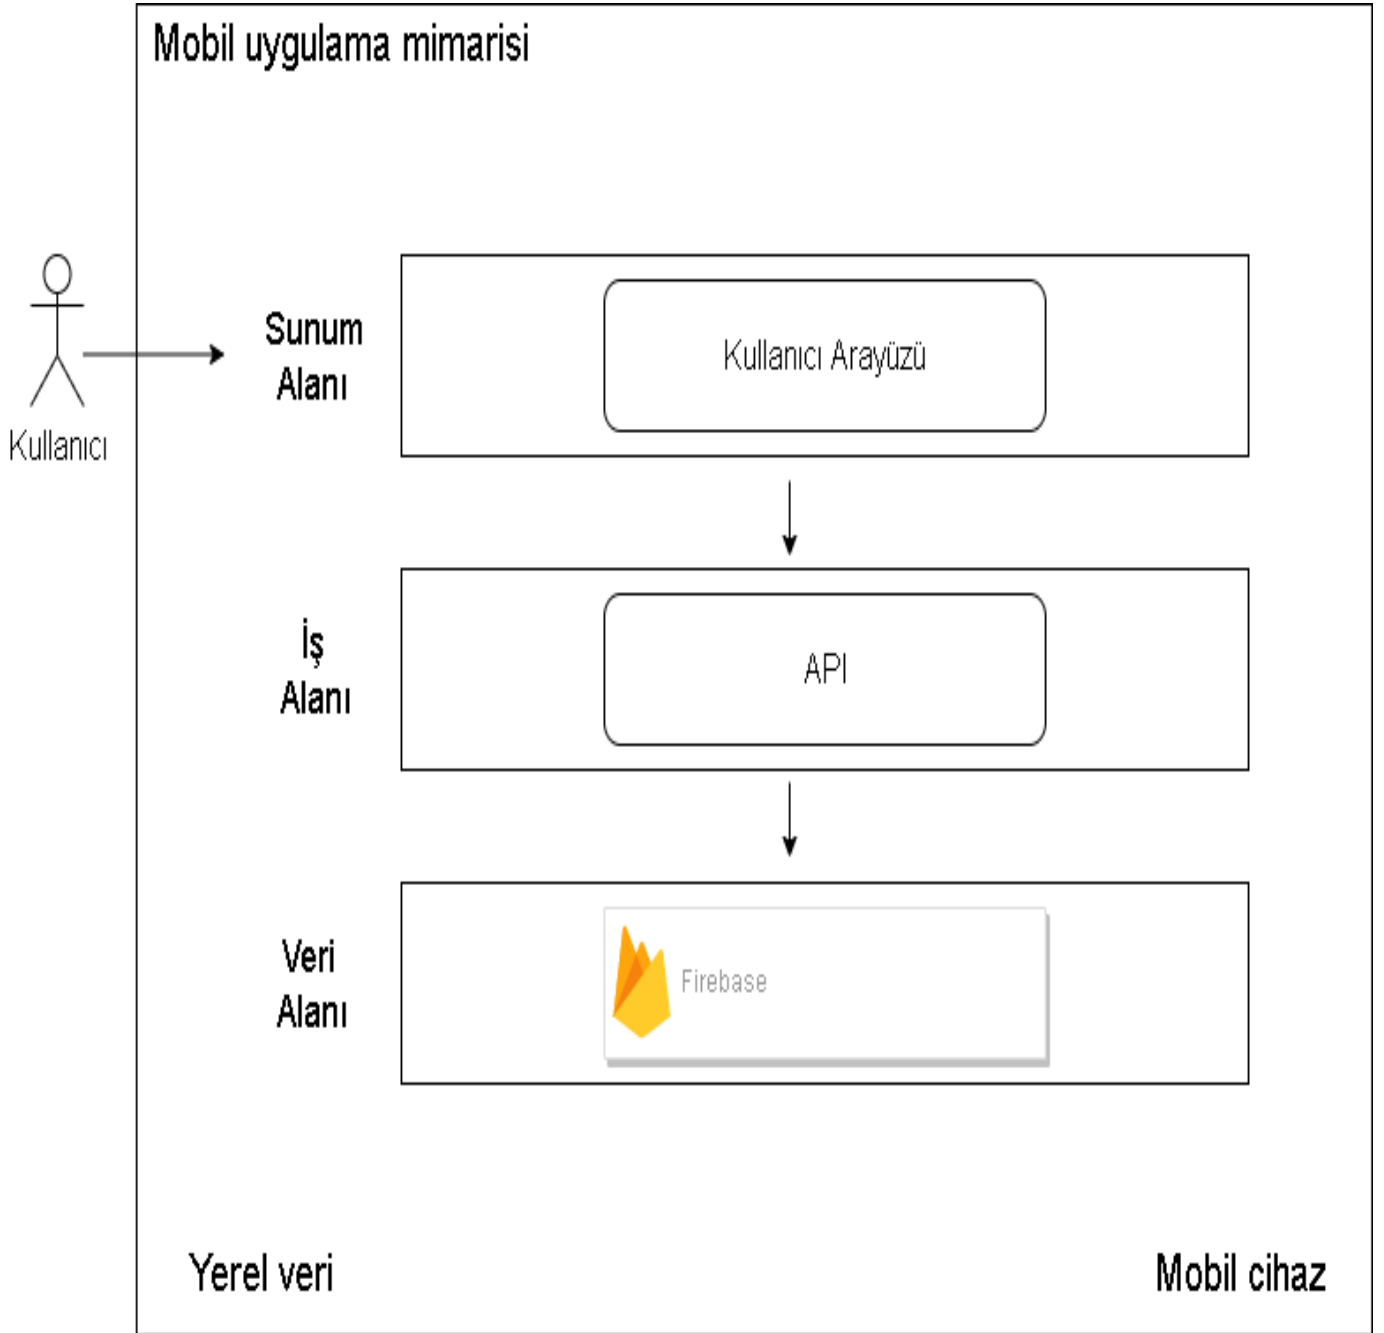 Mobil uygulama mimarisi
Sunum
Alanı
Kullanıcı Arayüzü
Kullanıcı
İş
Alanı
API
Veri
Alanı
Firebase
Yerel veri
Mobil cihaz